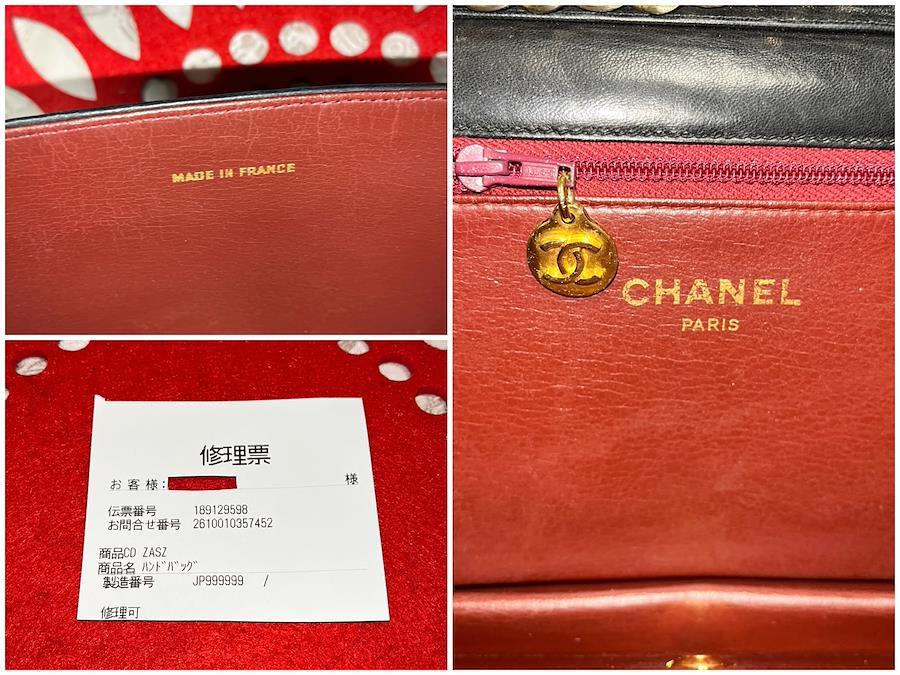 MADE IN FRANCE
CHANEL
PARIS
修理票
お客様: 様
伝票番号 189129598
お問合せ番号 2610010357452
商品CD ZASZ
商品名 ﾊﾝﾄﾞﾊﾞｯｸﾞ
製造番号 JP999999 /
修理可